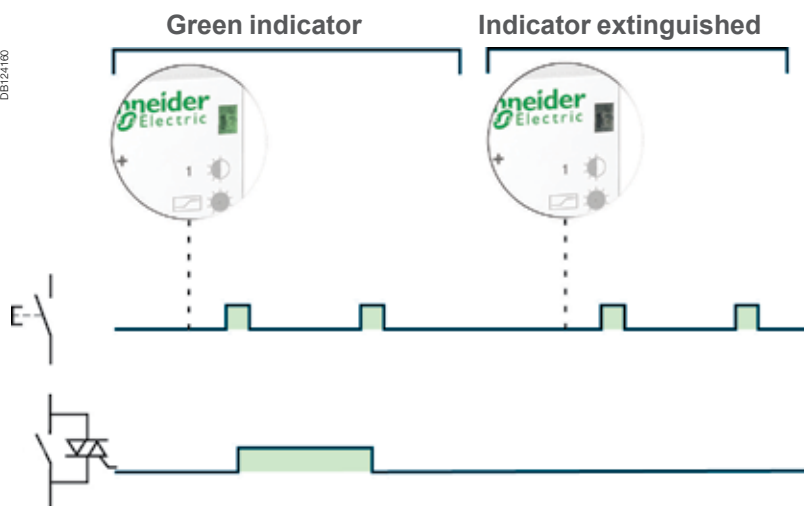 Green indicator
Indicator extinguished
DB124160
neider
Electric
+
1
neider
Electric
+
1